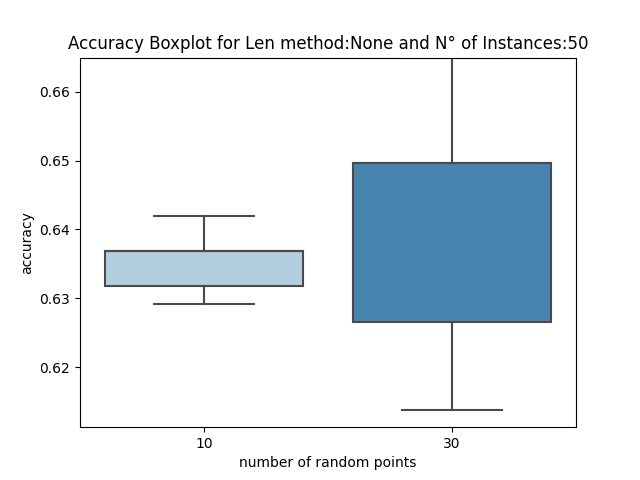 Accuracy Boxplot for Len method:None and N° of Instances:50
0.66
0.65
0.64
0.63
0.62
accuracy
10
30
number of random points